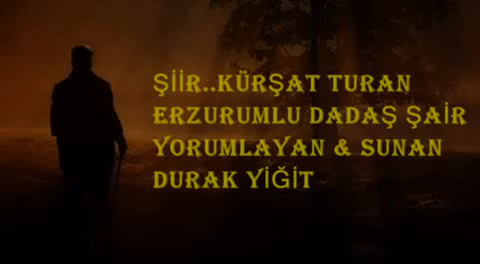 ŞİİR..KÜRŞAT TURAN
ERZURUMLU DADAŞ ŞAİR
YORUMLAYAN & SUNAN
DURAK YİĞİT